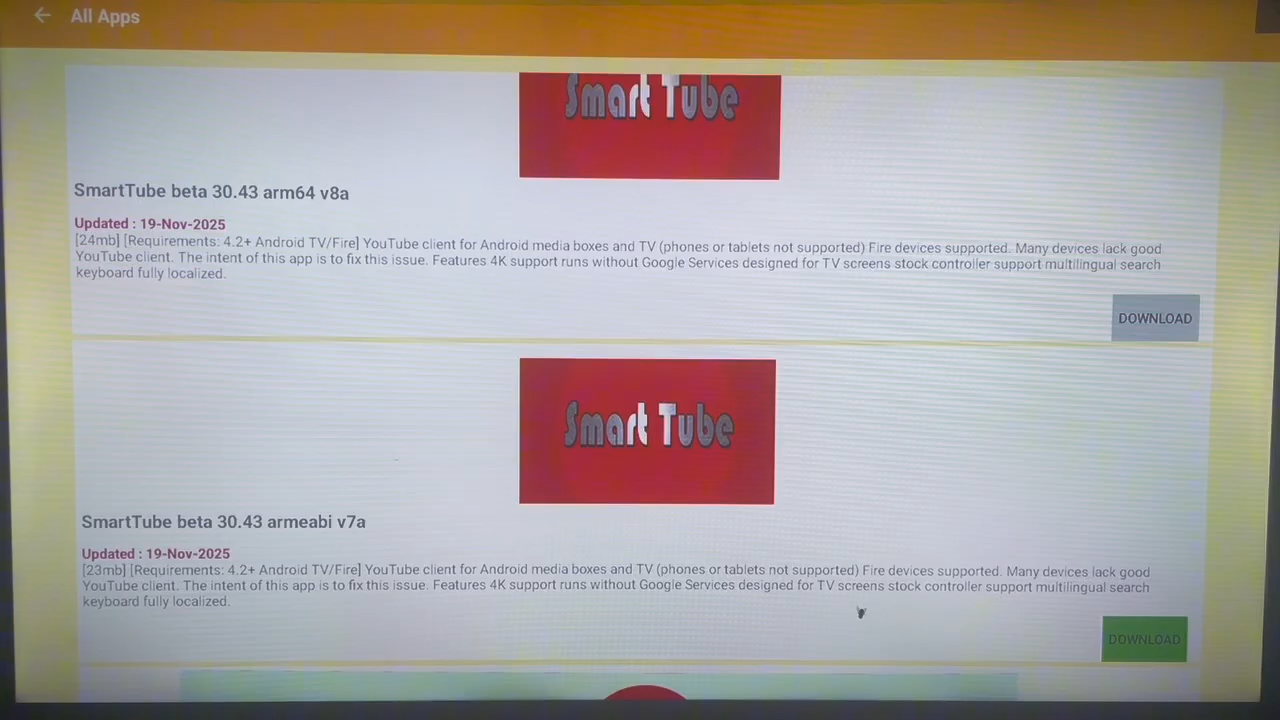 All Apps
Smart Tube
SmartTube beta 30.43 arm64 v8a
Updated : 19-Nov-2025
[24mb] [Requirements: 4.2+ Android TV/Fire] YouTube client for Android media boxes and TV (phones or tablets not supported) Fire devices supported. Many devices lack good
YouTube client. The intent of this app is to fix this issue. Features 4K support runs without Google Services designed for TV screens stock controller support multilingual search
keyboard fully localized.
DOWNLOAD
Smart Tube
SmartTube beta 30.43 armeabi v7a
Updated : 19-Nov-2025
[23mb] [Requirements: 4.2+ Android TV/Fire] YouTube client for Android media boxes and TV (phones or tablets not supported) Fire devices supported. Many devices lack good
YouTube client. The intent of this app is to fix this issue. Features 4K support runs without Google Services designed for TV screens stock controller support multilingual search
keyboard fully localized.
DOWNLOAD